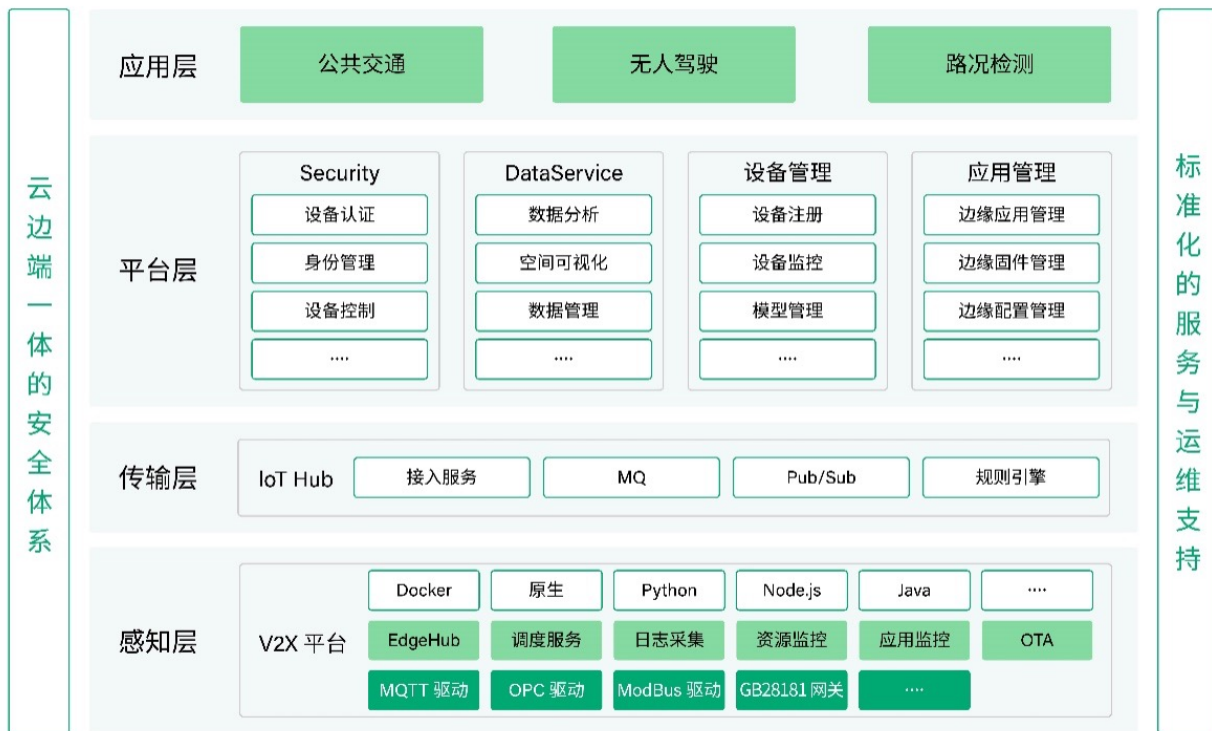 云边端一体的安全体系
应用层
公共交通
无人驾驶
路况检测
平台层
Security
设备认证
身份管理
设备控制
....
DataService
数据分析
空间可视化
数据管理
....
设备管理
设备注册
设备监控
模型管理
....
应用管理
边缘应用管理
边缘固件管理
边缘配置管理
....
传输层
IoT Hub
接入服务
MQ
Pub/Sub
规则引擎
感知层
V2X 平台
Docker
原生
Python
Node.js
Java
....
EdgeHub
调度服务
日志采集
资源监控
应用监控
OTA
MQTT 驱动
OPC 驱动
ModBus 驱动
GB28181 网关
....
标准化的服务与运维支持